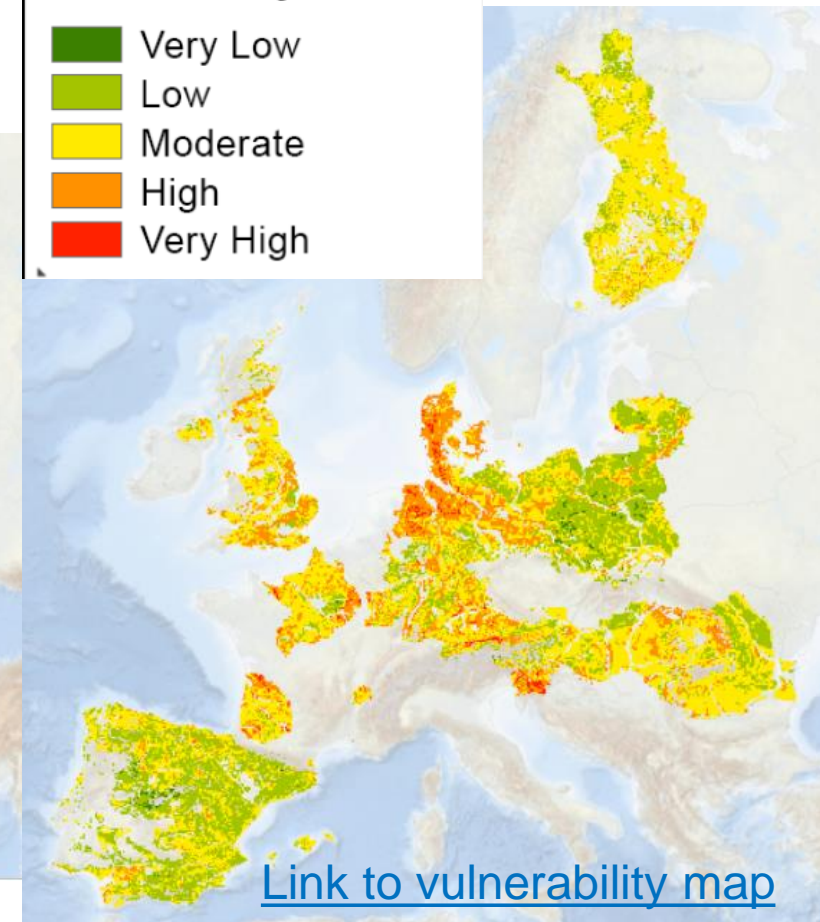 Very Low
Low
Moderate
High
Very High
Link to vulnerability map